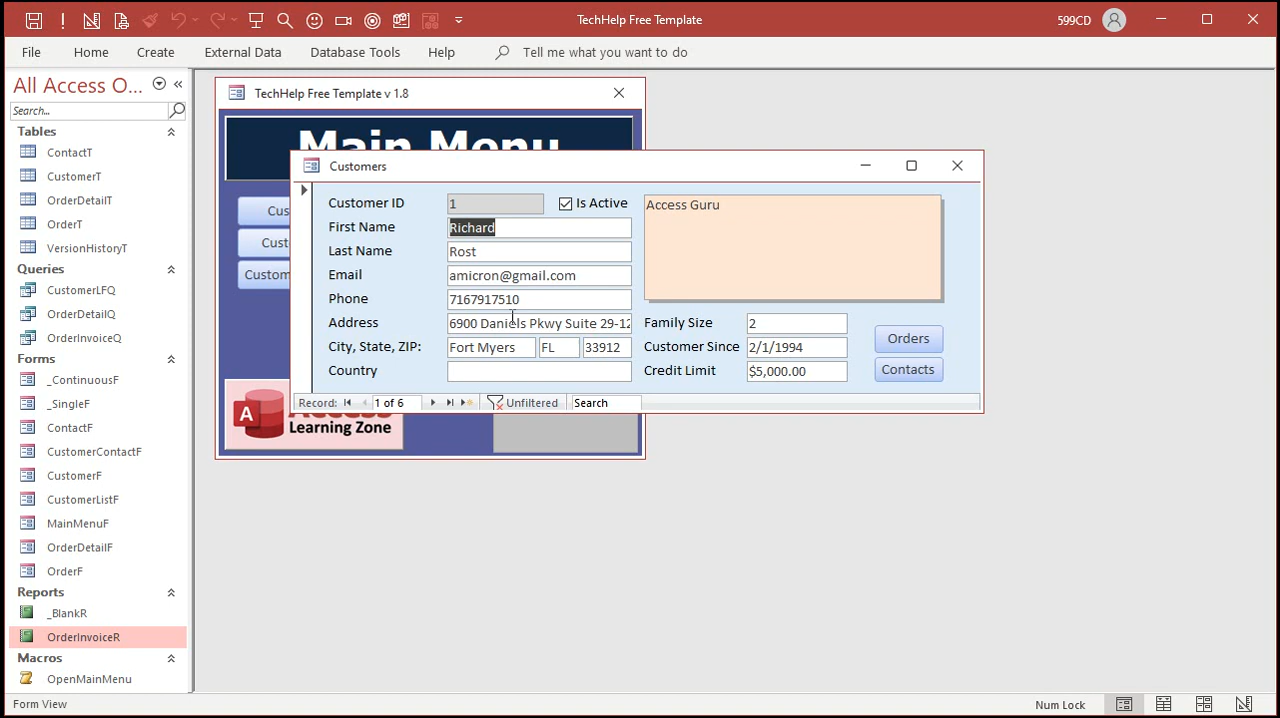 TechHelp Free Template
599CD
File Home Create External Data Database Tools Help Tell me what you want to do
All Access O...
Search...
Tables
ContactT
CustomerT
OrderDetailT
OrderT
VersionHistoryT
Queries
CustomerLFQ
OrderDetailQ
OrderInvoiceQ
Forms
_ContinuousF
_SingleF
ContactF
CustomerContactF
CustomerF
CustomerListF
MainMenuF
OrderDetailF
OrderF
Reports
_BlankR
OrderInvoiceR
Macros
OpenMainMenu
TechHelp Free Template v 1.8
Main Menu
Cus
Custo
Custom
A
Learning Zone
Customers
Customer ID 1 Is Active
First Name Richard
Last Name Rost
Email amicron@gmail.com
Phone 7167917510
Address 6900 Daniels Pkwy Suite 29-12
City, State, ZIP: Fort Myers FL 33912
Country
Access Guru
Family Size 2
Customer Since 2/1/1994
Credit Limit $5,000.00
Orders
Contacts
Record: 1 of 6 Unfiltered Search
Form View
Num Lock